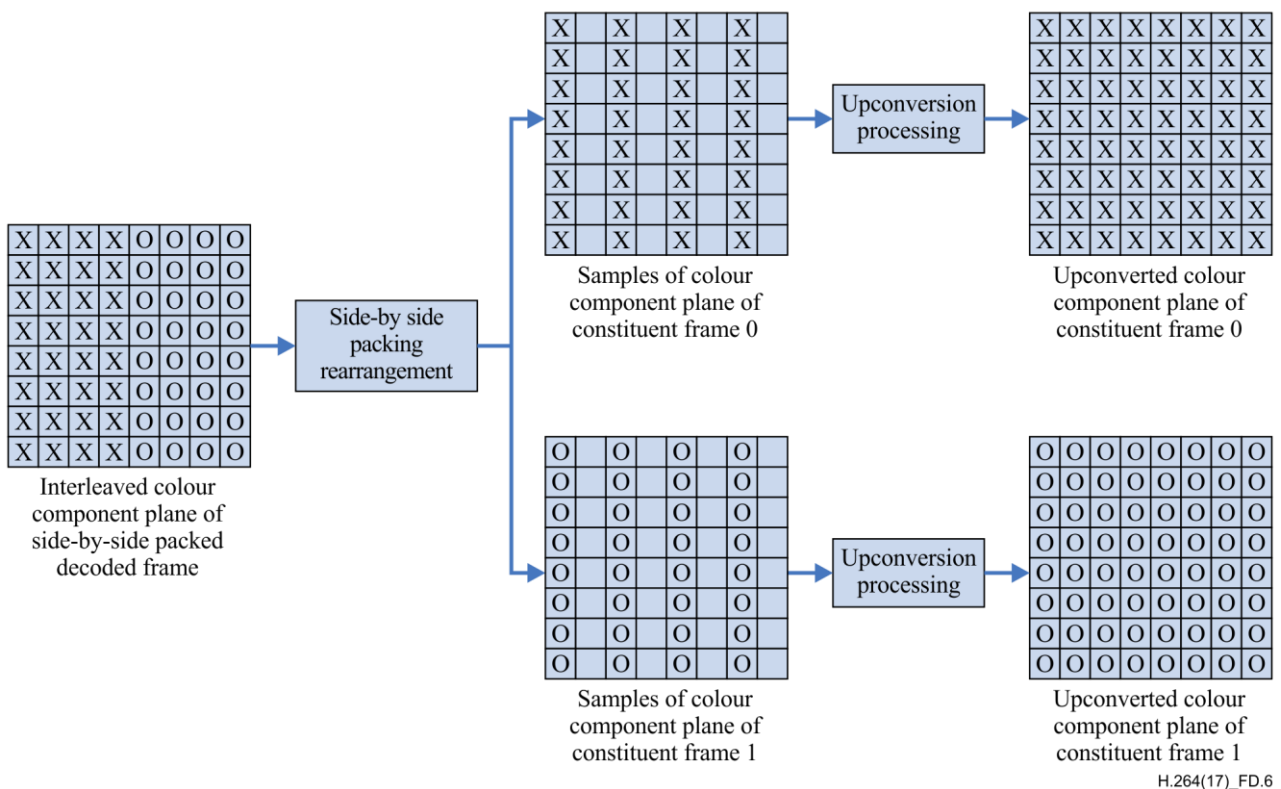 X X X X
X X X X
X X X X
X X X X
X X X X
X X X X
X X X X
X X X X
Samples of colour
component plane of
constituent frame 0
Upconversion
processing
X X X X X X X X
X X X X X X X X
X X X X X X X X
X X X X X X X X
X X X X X X X X
X X X X X X X X
X X X X X X X X
X X X X X X X X
Upconverted colour
component plane of
constituent frame 0
X X X X O O O O
X X X X O O O O
X X X X O O O O
X X X X O O O O
X X X X O O O O
X X X X O O O O
X X X X O O O O
X X X X O O O O
Interleaved colour
component plane of
side-by-side packed
decoded frame
Side-by side
packing
rearrangement
O O O O
O O O O
O O O O
O O O O
O O O O
O O O O
O O O O
O O O O
Samples of colour
component plane of
constituent frame 1
Upconversion
processing
O O O O O O O O
O O O O O O O O
O O O O O O O O
O O O O O O O O
O O O O O O O O
O O O O O O O O
O O O O O O O O
O O O O O O O O
Upconverted colour
component plane of
constituent frame 1
H.264(17)_FD.6